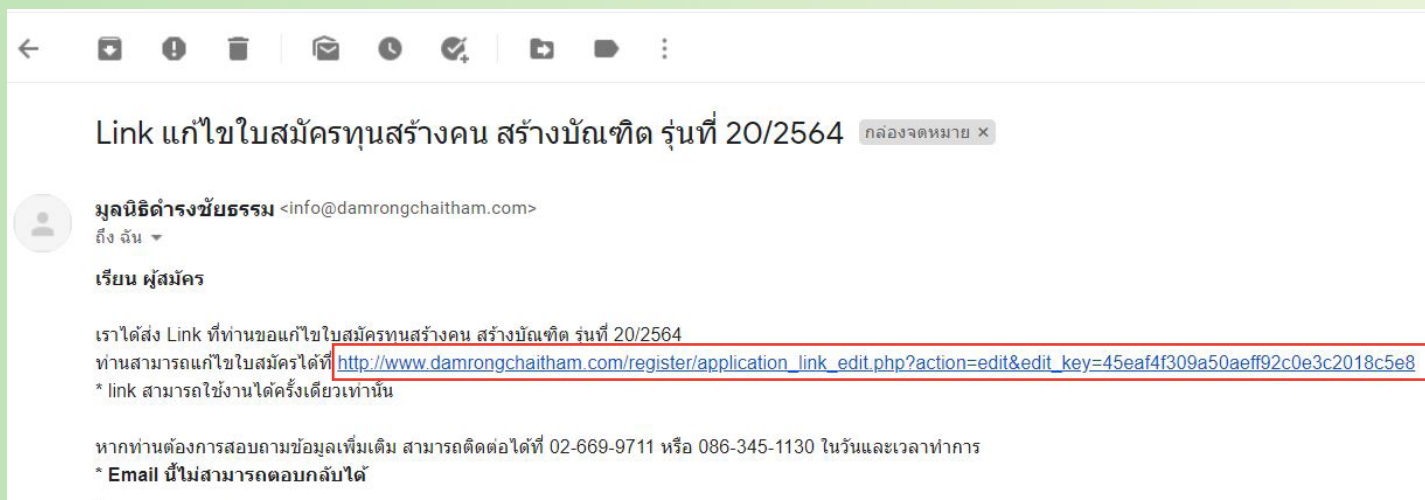 Link แก้ไขใบสมัครทุนสร้างคน สร้างบัณฑิต รุ่นที่ 20/2564 กล่องจดหมาย ×
มูลนิธิดำรงชัยธรรม <info@damrongchaitham.com>
ถึง ฉัน
เรียน ผู้สมัคร
เราได้ส่ง Link ที่ท่านขอแก้ไขใบสมัครทุนสร้างคน สร้างบัณฑิต รุ่นที่ 20/2564
ท่านสามารถแก้ไขใบสมัครได้ที่ http://www.damrongchaitham.com/register/application_link_edit.php?action=edit&edit_key=45eaf4f309a50aeff92c0e3c2018c5e8
* link สามารถใช้งานได้ครั้งเดียวเท่านั้น
หากท่านต้องการสอบถามข้อมูลเพิ่มเติม สามารถติดต่อได้ที่ 02-669-9711 หรือ 086-345-1130 ในวันและเวลาทำการ
* Email นี้ไม่สามารถตอบกลับได้